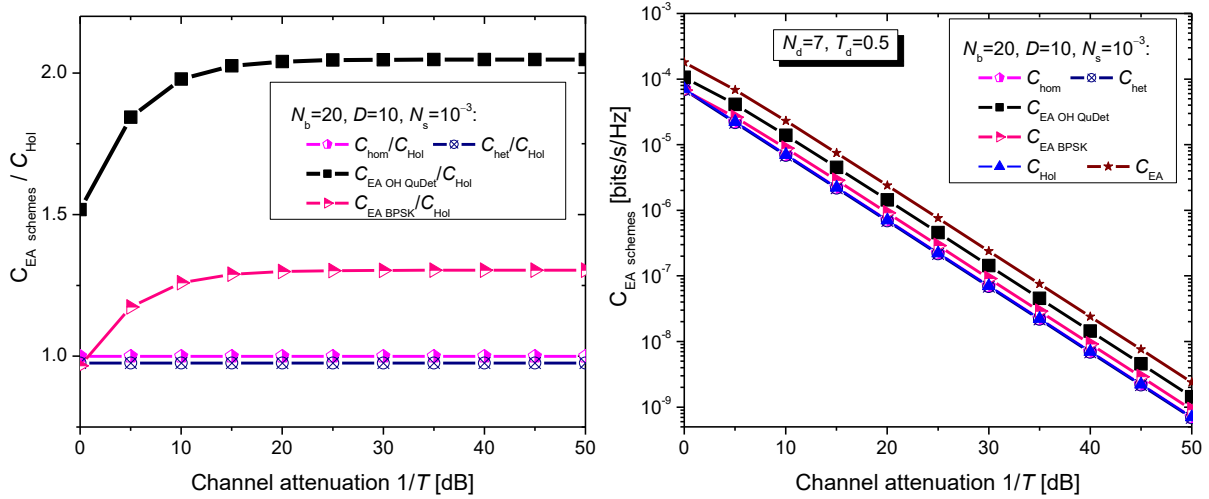 C_EA schemes / C_Hol
2.0
1.5
1.0
N_b=20, D=10, N_s=10^-3:
C_hom/C_Hol C_het/C_Hol
C_EA OH QuDet/C_Hol
C_EA BPSK/C_Hol
0 10 20 30 40 50
Channel attenuation 1/T [dB]
C_EA schemes [bits/s/Hz]
10^-3
10^-4
10^-5
10^-6
10^-7
10^-8
10^-9
N_d=7, T_d=0.5
N_b=20, D=10, N_s=10^-3:
C_hom C_het
C_EA OH QuDet
C_EA BPSK
C_Hol C_EA
0 10 20 30 40 50
Channel attenuation 1/T [dB]